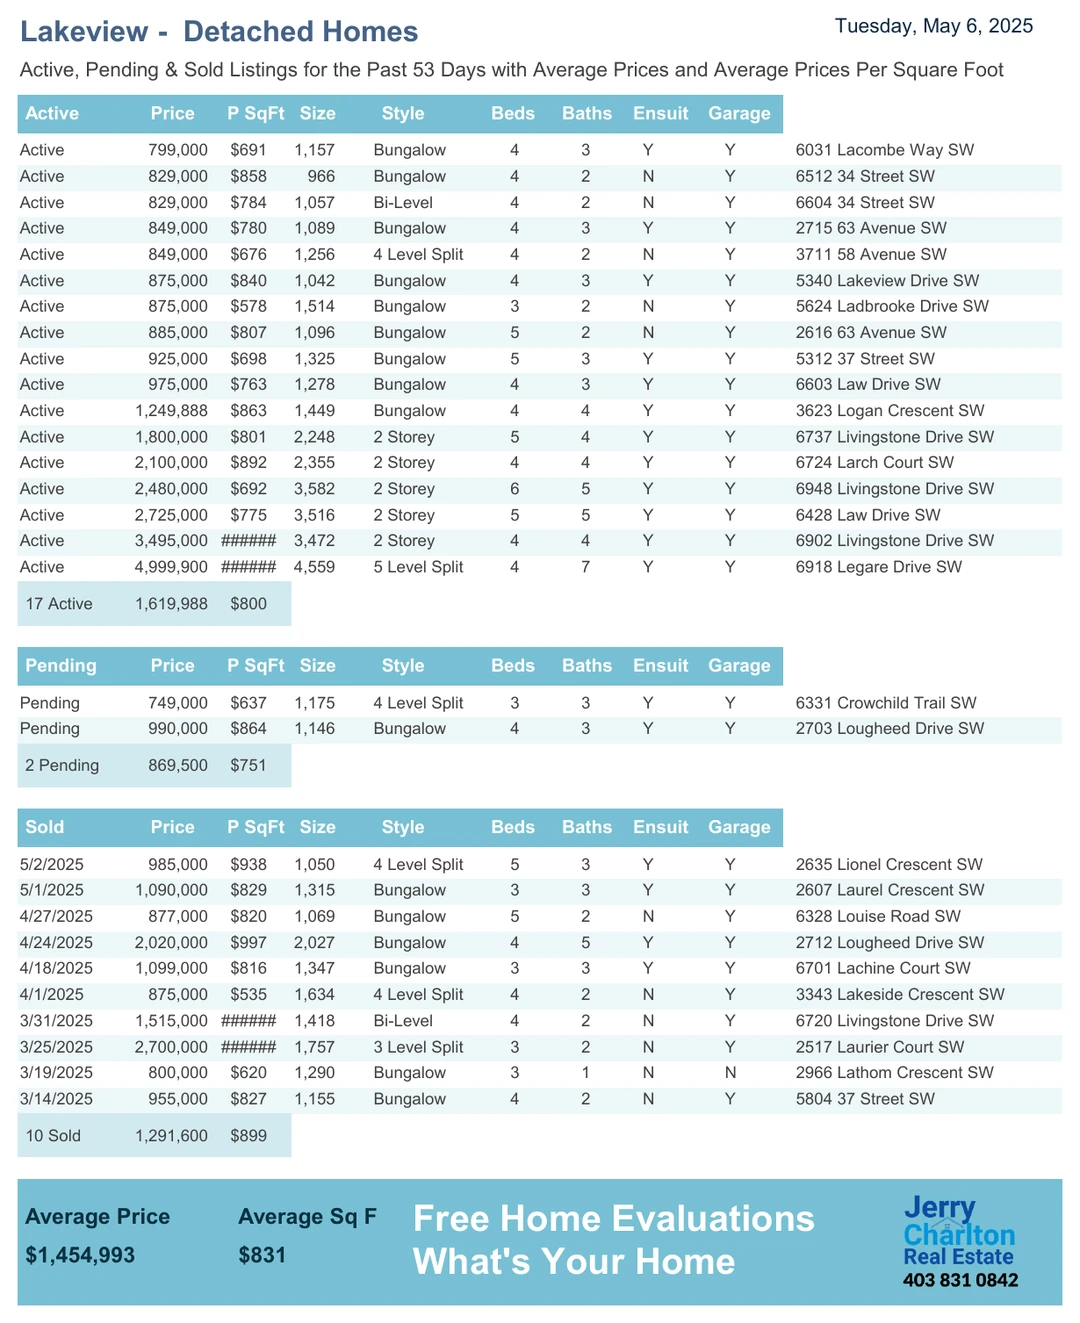 Lakeview - Detached Homes
Tuesday, May 6, 2025
Active, Pending & Sold Listings for the Past 53 Days with Average Prices and Average Prices Per Square Foot
Active Price P SqFt Size Style Beds Baths Ensuit Garage
Active 799,000 $691 1,157 Bungalow 4 3 Y Y 6031 Lacombe Way SW
Active 829,000 $858 966 Bungalow 4 2 N Y 6512 34 Street SW
Active 829,000 $784 1,057 Bi-Level 4 2 N Y 6604 34 Street SW
Active 849,000 $780 1,089 Bungalow 4 3 Y Y 2715 63 Avenue SW
Active 849,000 $676 1,256 4 Level Split 4 2 N Y 3711 58 Avenue SW
Active 875,000 $840 1,042 Bungalow 4 3 Y Y 5340 Lakeview Drive SW
Active 875,000 $578 1,514 Bungalow 3 2 N Y 5624 Ladbrooke Drive SW
Active 885,000 $807 1,096 Bungalow 5 2 N Y 2616 63 Avenue SW
Active 925,000 $698 1,325 Bungalow 5 3 Y Y 5312 37 Street SW
Active 975,000 $763 1,278 Bungalow 4 3 Y Y 6603 Law Drive SW
Active 1,249,888 $863 1,449 Bungalow 4 4 Y Y 3623 Logan Crescent SW
Active 1,800,000 $801 2,248 2 Storey 5 4 Y Y 6737 Livingstone Drive SW
Active 2,100,000 $892 2,355 2 Storey 4 4 Y Y 6724 Larch Court SW
Active 2,480,000 $692 3,582 2 Storey 6 5 Y Y 6948 Livingstone Drive SW
Active 2,725,000 $775 3,516 2 Storey 5 5 Y Y 6428 Law Drive SW
Active 3,495,000 ###### 3,472 2 Storey 4 4 Y Y 6902 Livingstone Drive SW
Active 4,999,900 ###### 4,559 5 Level Split 4 7 Y Y 6918 Legare Drive SW
17 Active 1,619,988 $800
Pending Price P SqFt Size Style Beds Baths Ensuit Garage
Pending 749,000 $637 1,175 4 Level Split 3 3 Y Y 6331 Crowchild Trail SW
Pending 990,000 $864 1,146 Bungalow 4 3 Y Y 2703 Lougheed Drive SW
2 Pending 869,500 $751
Sold Price P SqFt Size Style Beds Baths Ensuit Garage
5/2/2025 985,000 $938 1,050 4 Level Split 5 3 Y Y 2635 Lionel Crescent SW
5/1/2025 1,090,000 $829 1,315 Bungalow 3 3 Y Y 2607 Laurel Crescent SW
4/27/2025 877,000 $820 1,069 Bungalow 5 2 N Y 6328 Louise Road SW
4/24/2025 2,020,000 $997 2,027 Bungalow 4 5 Y Y 2712 Lougheed Drive SW
4/18/2025 1,099,000 $816 1,347 Bungalow 3 3 Y Y 6701 Lachine Court SW
4/1/2025 875,000 $535 1,634 4 Level Split 4 2 N Y 3343 Lakeside Crescent SW
3/31/2025 1,515,000 ###### 1,418 Bi-Level 4 2 N Y 6720 Livingstone Drive SW
3/25/2025 2,700,000 ###### 1,757 3 Level Split 3 2 N Y 2517 Laurier Court SW
3/19/2025 800,000 $620 1,290 Bungalow 3 1 N N 2966 Lathom Crescent SW
3/14/2025 955,000 $827 1,155 Bungalow 4 2 N Y 5804 37 Street SW
10 Sold 1,291,600 $899
Average Price Average Sq F
$1,454,993 $831
Free Home Evaluations
What's Your Home
Jerry
Charlton
Real Estate
403 831 0842